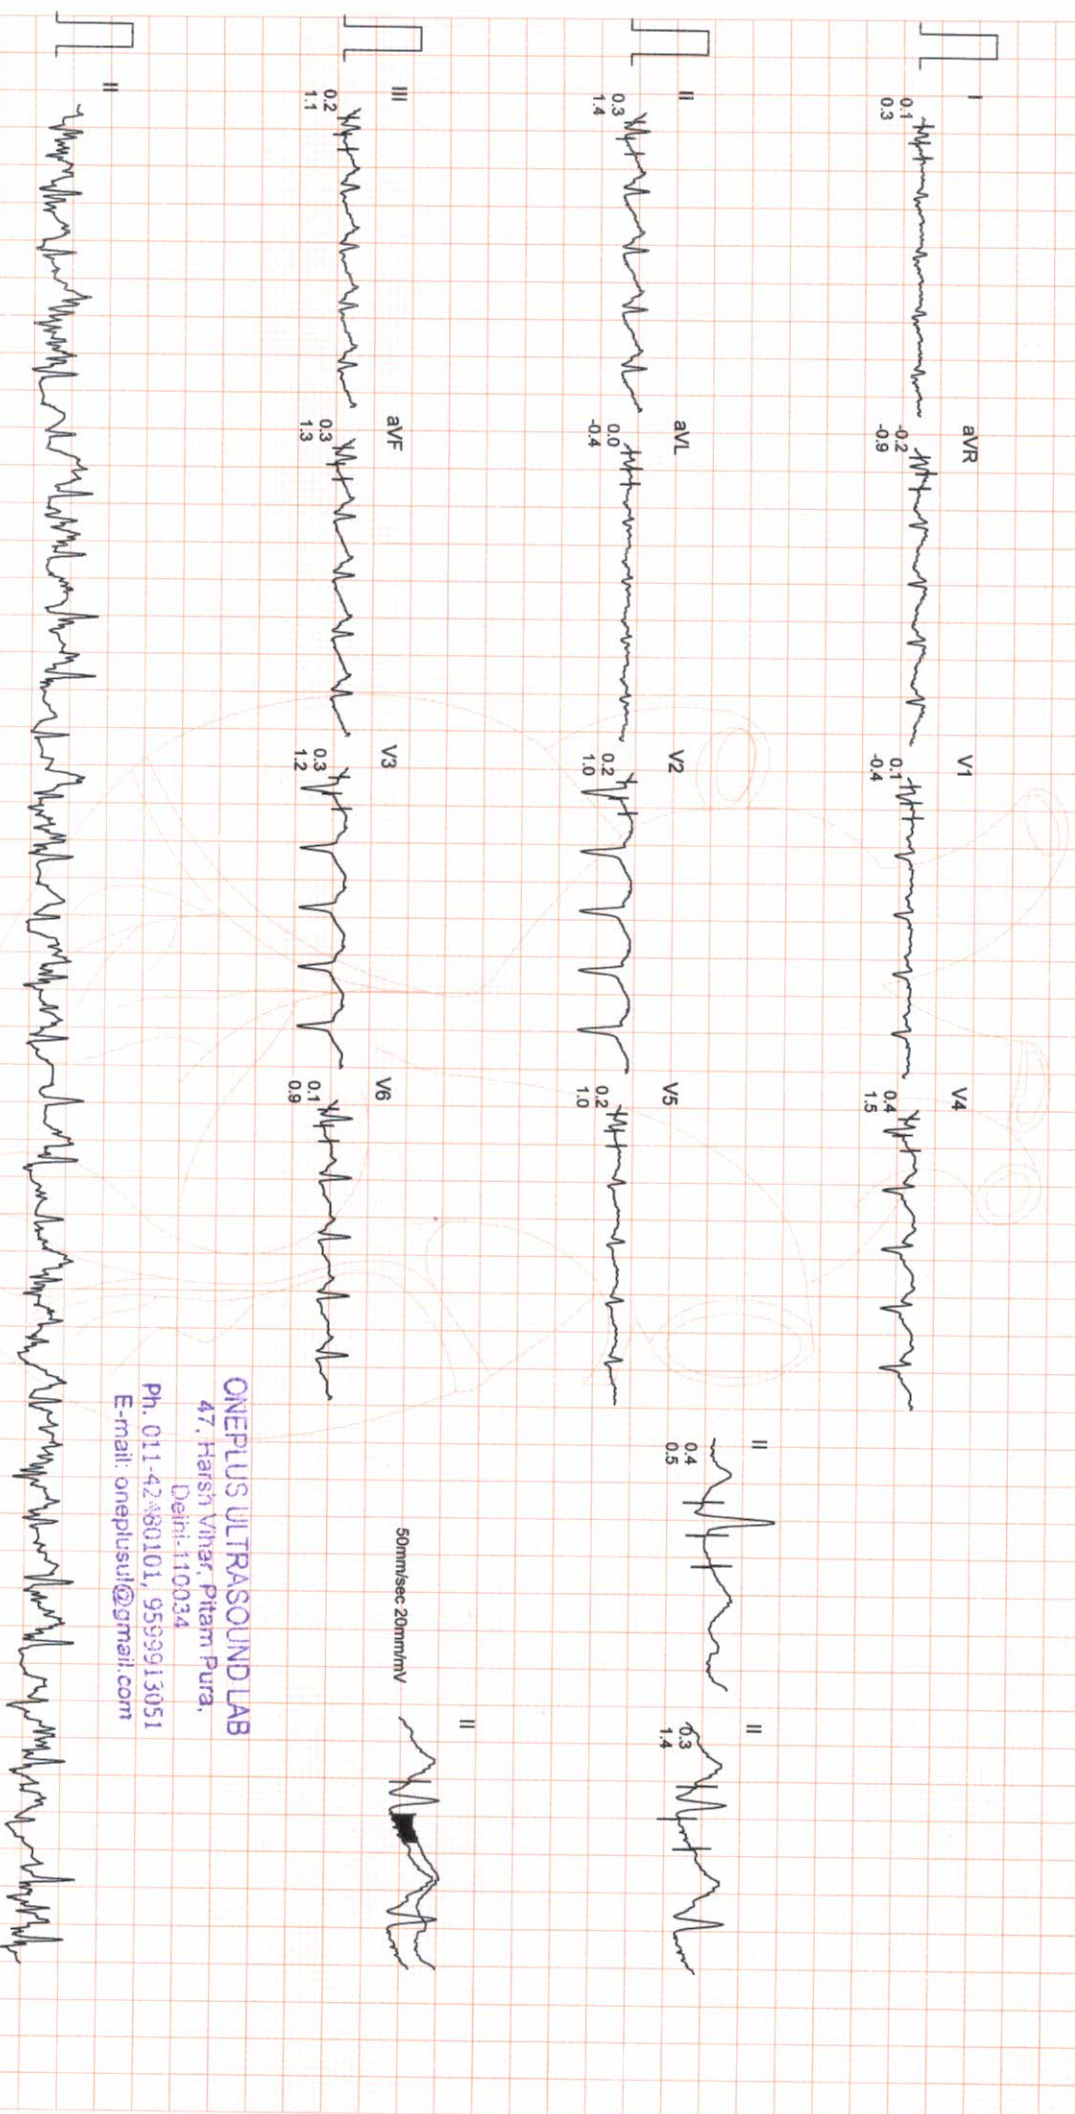 I
0.1
0.3
aVR
-0.2
-0.9
V1
0.1
-0.4
V4
0.4
1.5
II
0.3
1.4
aVL
0.0
-0.4
V2
0.2
1.0
V5
0.2
1.0
II
0.4
0.5
II
0.3
1.4
III
0.2
1.1
aVF
0.3
1.3
V3
0.3
1.2
V6
0.1
0.9
50mm/sec 20mm/mV
II
II
ONEPLUS ULTRASOUND LAB
47, Harsh Vihar, Pitam Pura,
Delhi-110034
Ph. 011-42480101, 9599913051
E-mail: oneplusul@gmail.com